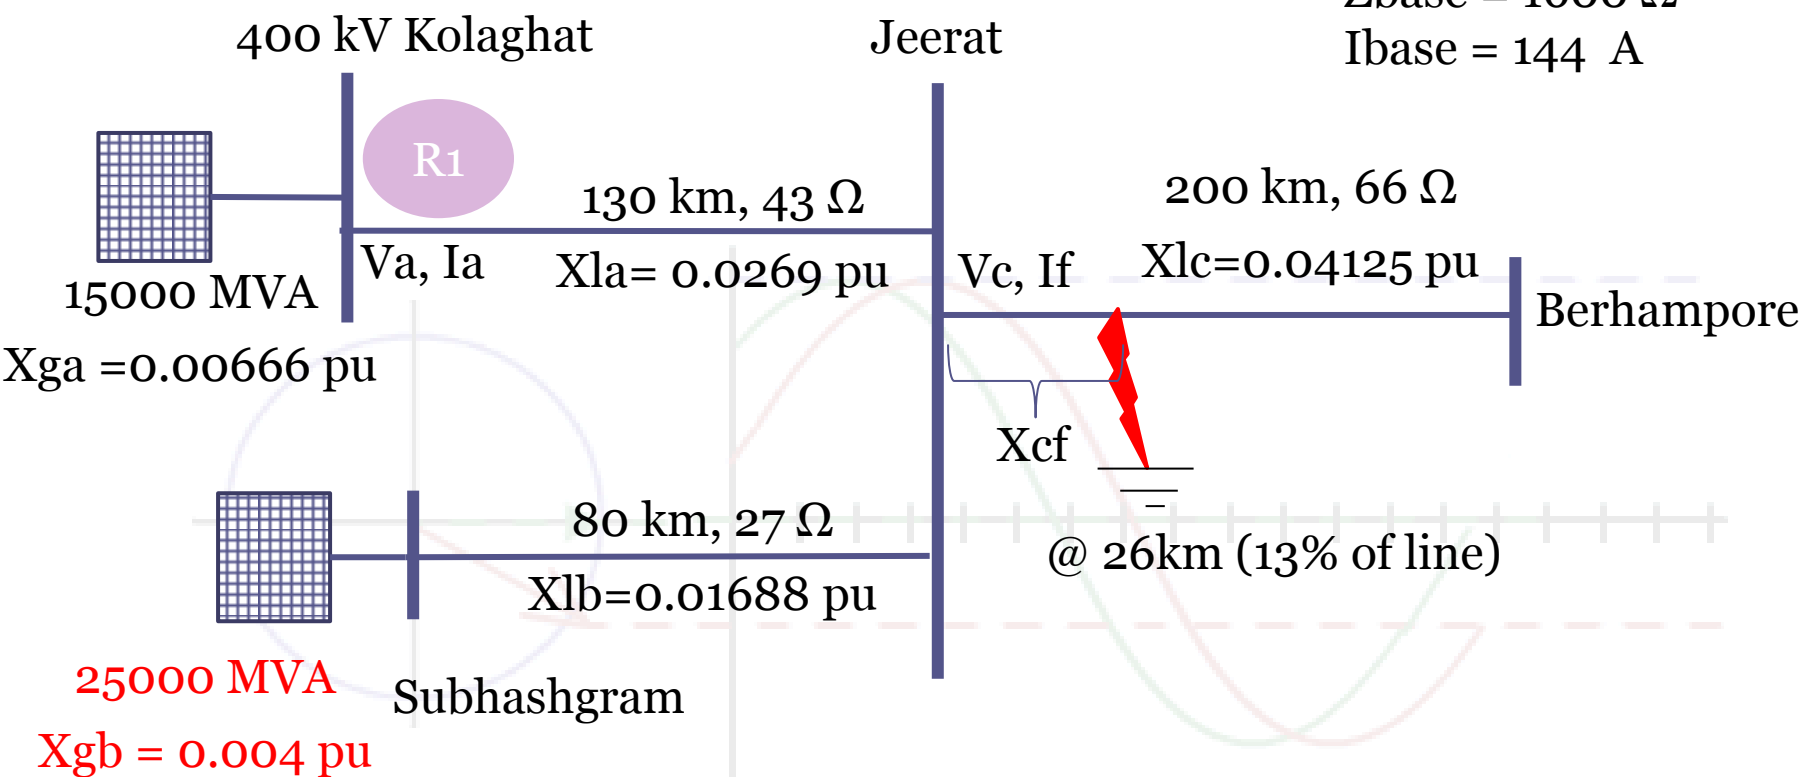 Zbase = 1600 Ω
Ibase = 144 A
400 kV Kolaghat
Jeerat
R1
130 km, 43 Ω
200 km, 66 Ω
Va, Ia
Xla= 0.0269 pu
Vc, If
Xlc=0.04125 pu
15000 MVA
Berhampore
Xga =0.00666 pu
Xcf
80 km, 27 Ω
@ 26km (13% of line)
Xlb=0.01688 pu
25000 MVA
Subhashgram
Xgb = 0.004 pu